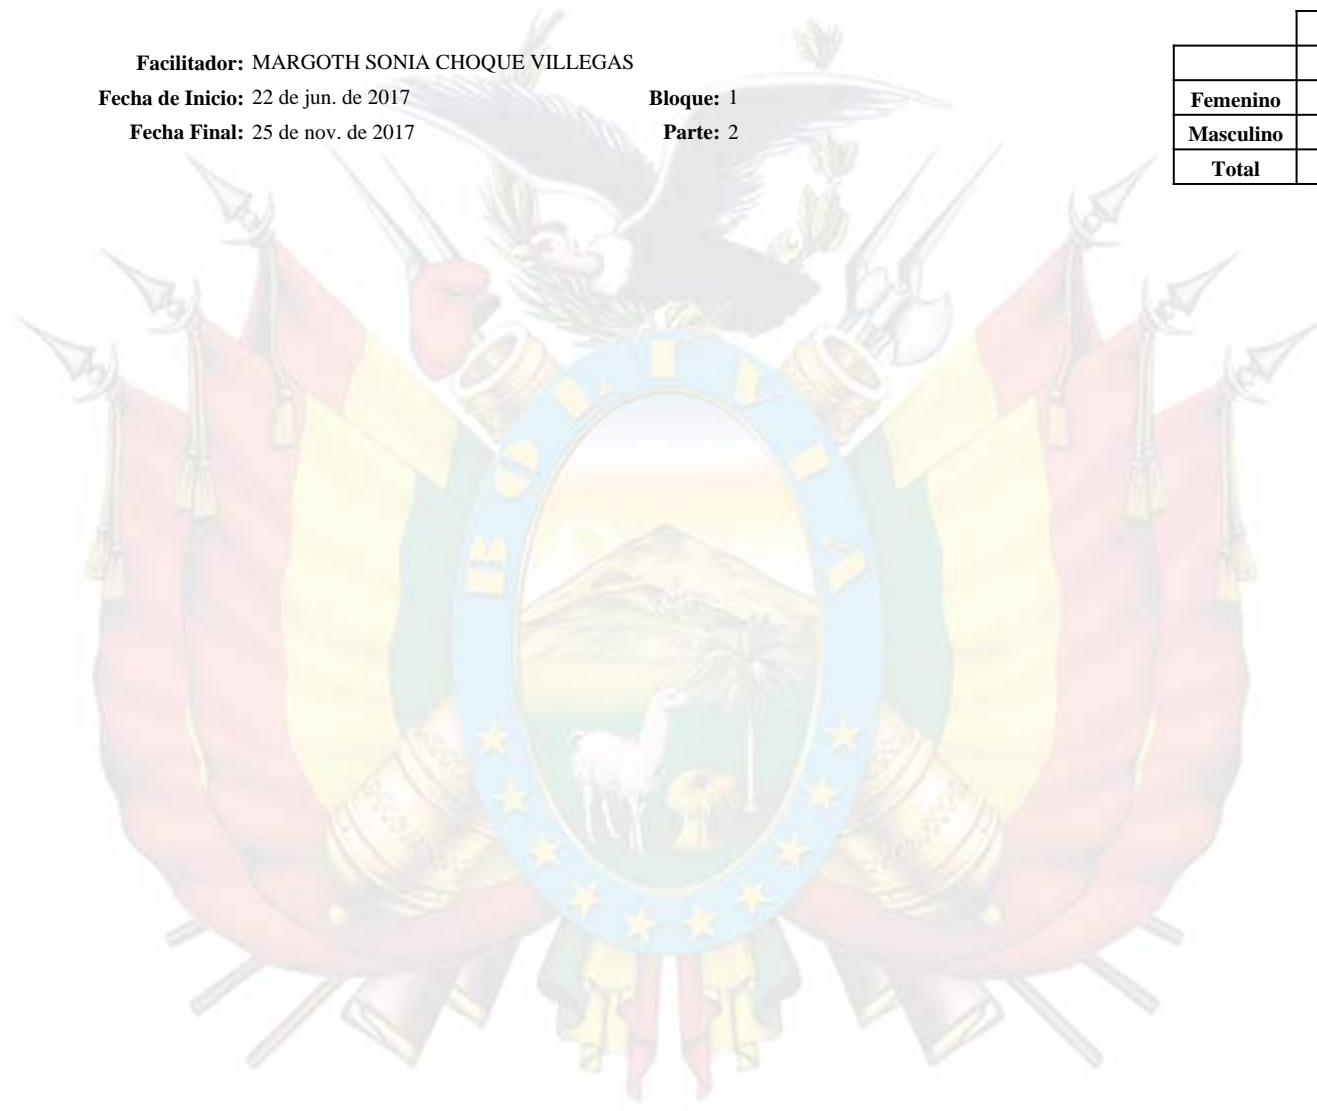 Facilitador: MARGOTH SONIA CHOQUE VILLEGAS
Fecha de Inicio: 22 de jun. de 2017 Bloque: 1
Fecha Final: 25 de nov. de 2017 Parte: 2
Femenino
Masculino
Total
BOLIVIA